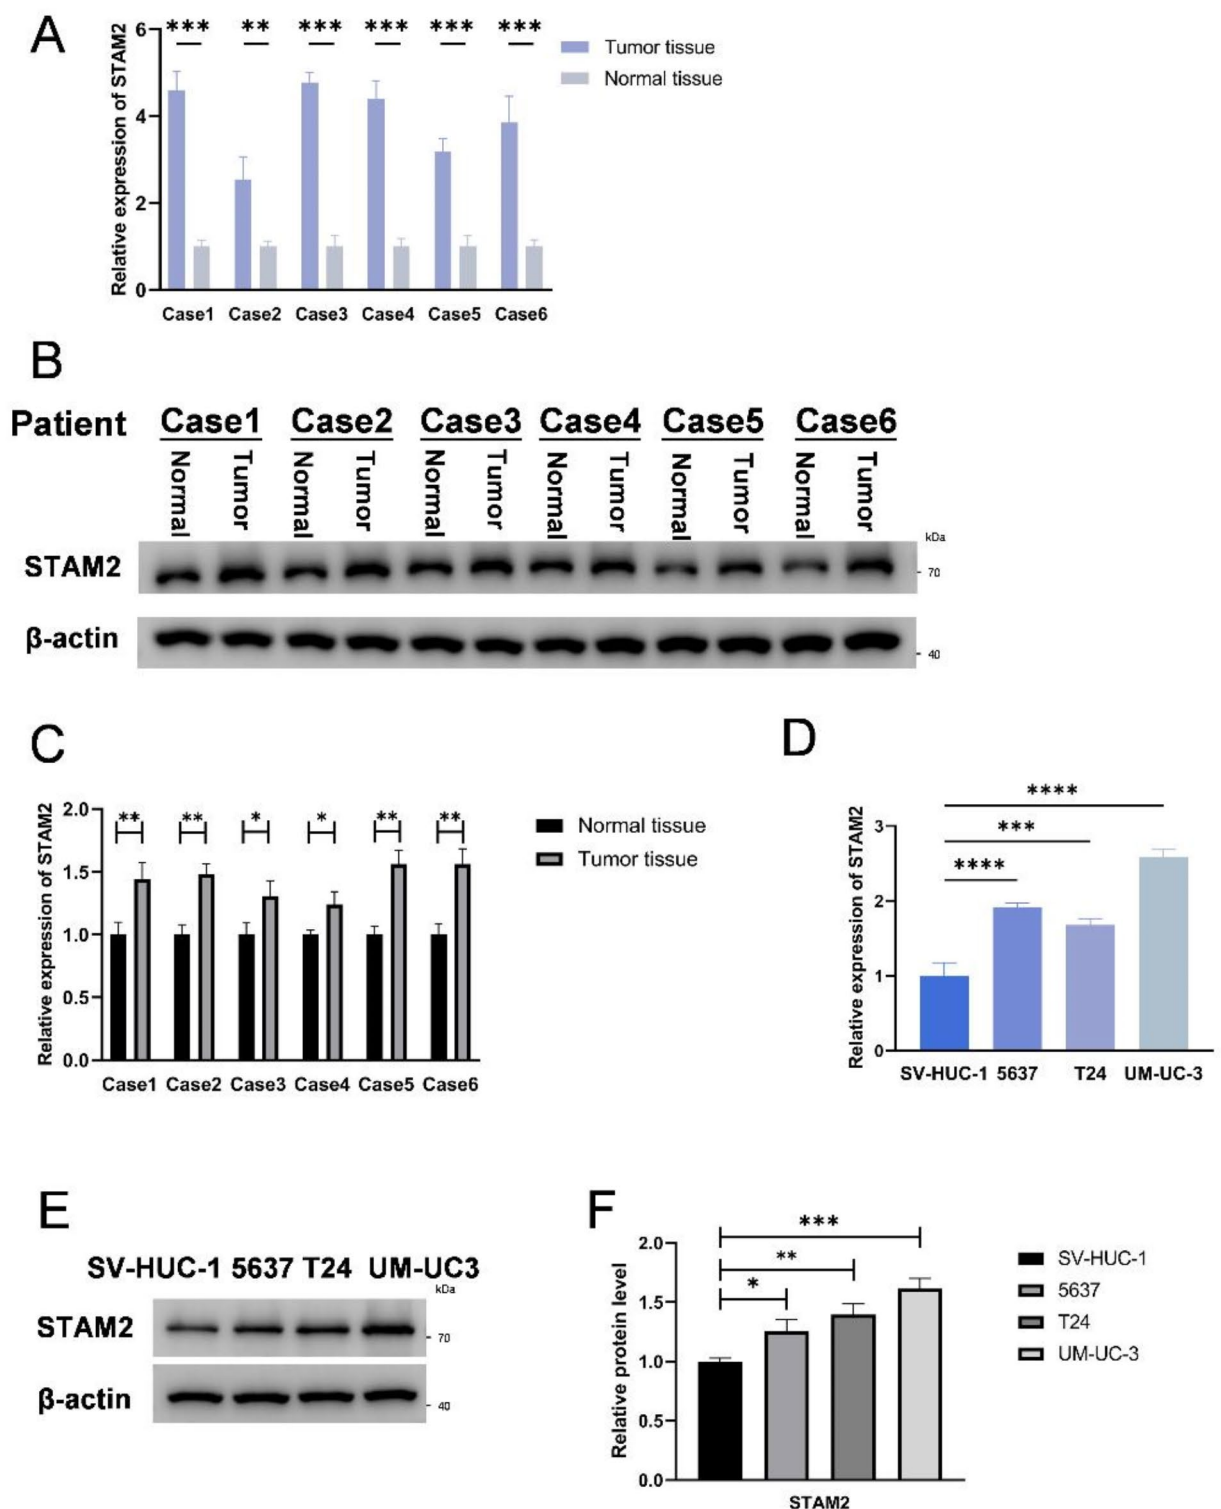 A
Relative expression of STAM2
6
4
2
0
*** ** *** *** *** ***
Case1 Case2 Case3 Case4 Case5 Case6
Tumor tissue
Normal tissue
B
Patient Case1 Case2 Case3 Case4 Case5 Case6
Normal Tumor Normal Tumor Normal Tumor Normal Tumor Normal Tumor Normal Tumor
kDa
STAM2 70
β-actin 40
C
Relative expression of STAM2
2.0
1.5
1.0
0.5
0.0
** ** * * ** **
Case1 Case2 Case3 Case4 Case5 Case6
Normal tissue
Tumor tissue
D
Relative expression of STAM2
3
2
1
0
****
***
****
SV-HUC-1 5637 T24 UM-UC-3
E
SV-HUC-1 5637 T24 UM-UC3
kDa
STAM2 70
β-actin 40
F
Relative protein level
2.0
1.5
1.0
0.5
0.0
***
**
*
STAM2
SV-HUC-1
5637
T24
UM-UC-3